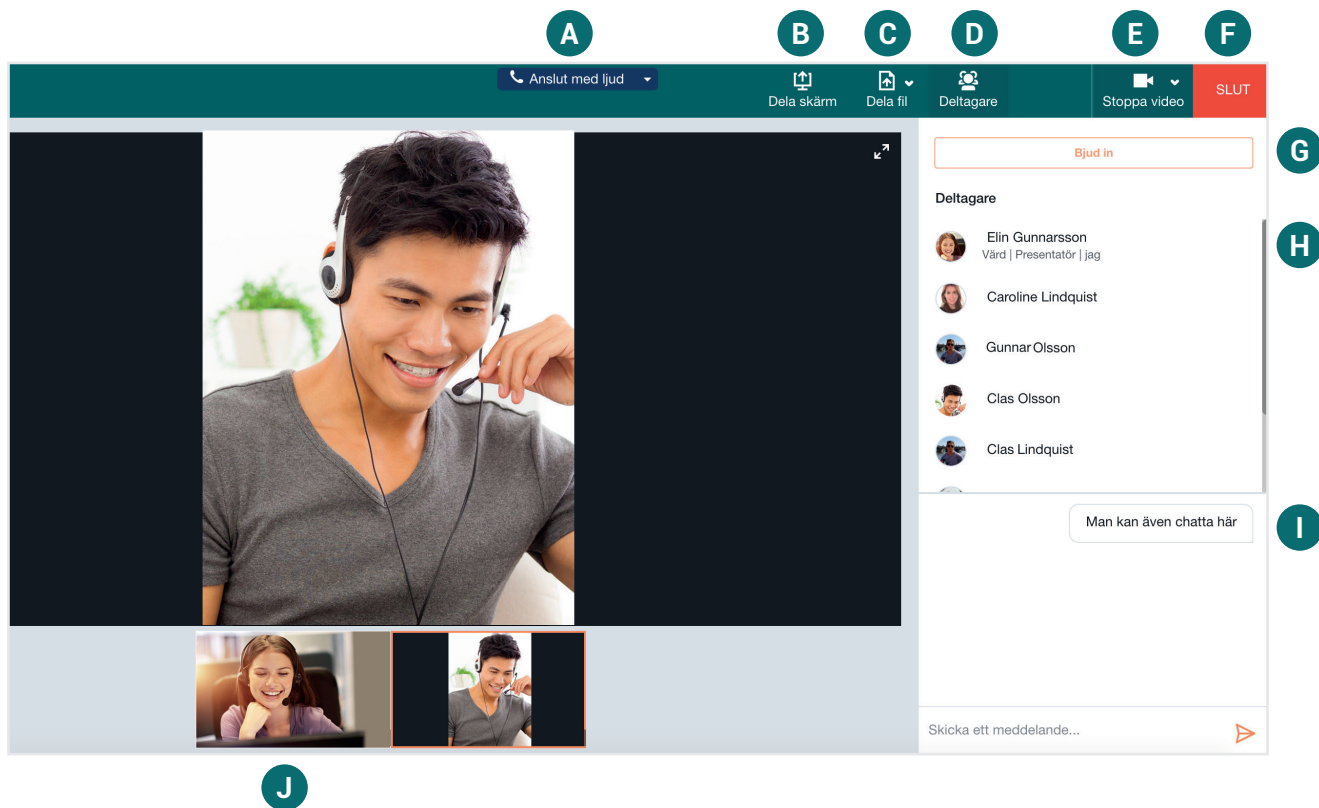 A
B
C
D
E
F
Anslut med ljud
Dela skärm
Dela fil
Deltagare
Stoppa video
SLUT
Bjud in
G
Deltagare
Elin Gunnarsson
Värd | Presentatör | jag
H
Caroline Lindquist
Gunnar Olsson
Clas Olsson
Clas Lindquist
Man kan även chatta här
I
Skicka ett meddelande...
J